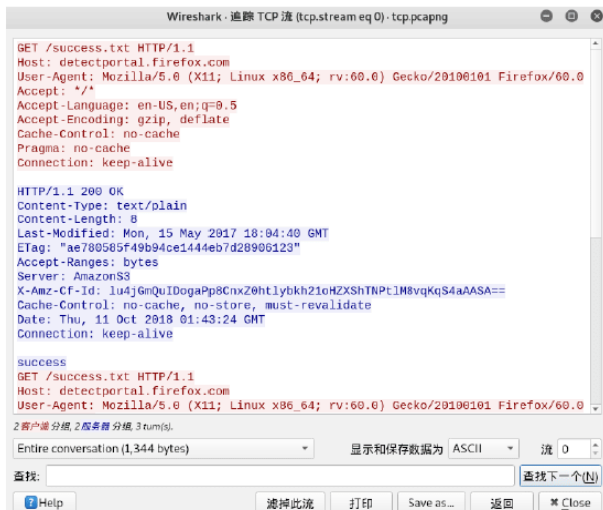 Wireshark · 追踪 TCP 流 (tcp.stream eq 0) · tcp.pcapng
GET /success.txt HTTP/1.1
Host: detectportal.firefox.com
User-Agent: Mozilla/5.0 (X11; Linux x86_64; rv:60.0) Gecko/20100101 Firefox/60.0
Accept: */*
Accept-Language: en-US,en;q=0.5
Accept-Encoding: gzip, deflate
Cache-Control: no-cache
Pragma: no-cache
Connection: keep-alive
HTTP/1.1 200 OK
Content-Type: text/plain
Content-Length: 8
Last-Modified: Mon, 15 May 2017 18:04:40 GMT
ETag: "ae780585f49b94ce1444eb7d28906123"
Accept-Ranges: bytes
Server: AmazonS3
X-Amz-Cf-Id: lu4jGmQuIDogaPp8CnxZ0htlybkh21oHZXShTNPtlM8vqKqS4aAASA==
Cache-Control: no-cache, no-store, must-revalidate
Date: Thu, 11 Oct 2018 01:43:24 GMT
Connection: keep-alive
success
GET /success.txt HTTP/1.1
Host: detectportal.firefox.com
User-Agent: Mozilla/5.0 (X11; Linux x86_64; rv:60.0) Gecko/20100101 Firefox/60.0
2 客户端 分组, 2 服务器 分组, 3 turn(s).
Entire conversation (1,344 bytes) 显示和保存数据为 ASCII 流 0
查找: 查找下一个(N)
Help 滤掉此流 打印 Save as... 返回 Close